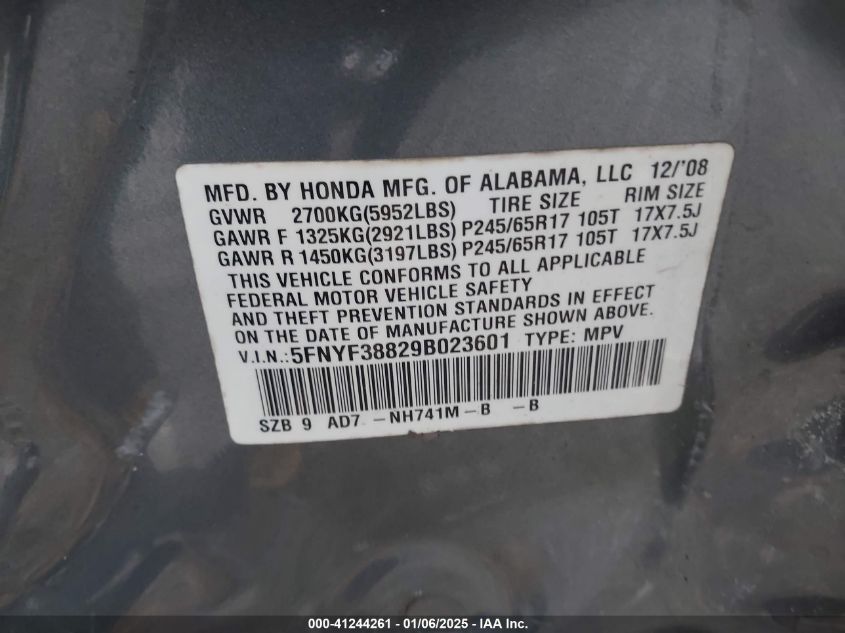 MFD. BY HONDA MFG. OF ALABAMA, LLC 12/'08
GVWR 2700KG(5952LBS) TIRE SIZE RIM SIZE
GAWR F 1325KG(2921LBS) P245/65R17 105T 17X7.5J
GAWR R 1450KG(3197LBS) P245/65R17 105T 17X7.5J
THIS VEHICLE CONFORMS TO ALL APPLICABLE
FEDERAL MOTOR VEHICLE SAFETY
AND THEFT PREVENTION STANDARDS IN EFFECT
ON THE DATE OF MANUFACTURE SHOWN ABOVE.
V.I.N.:5FNYF38829B023601 TYPE: MPV
SZB 9 AD7 -NH741M-B -B
000-41244261 - 01/06/2025 - IAAI Inc.